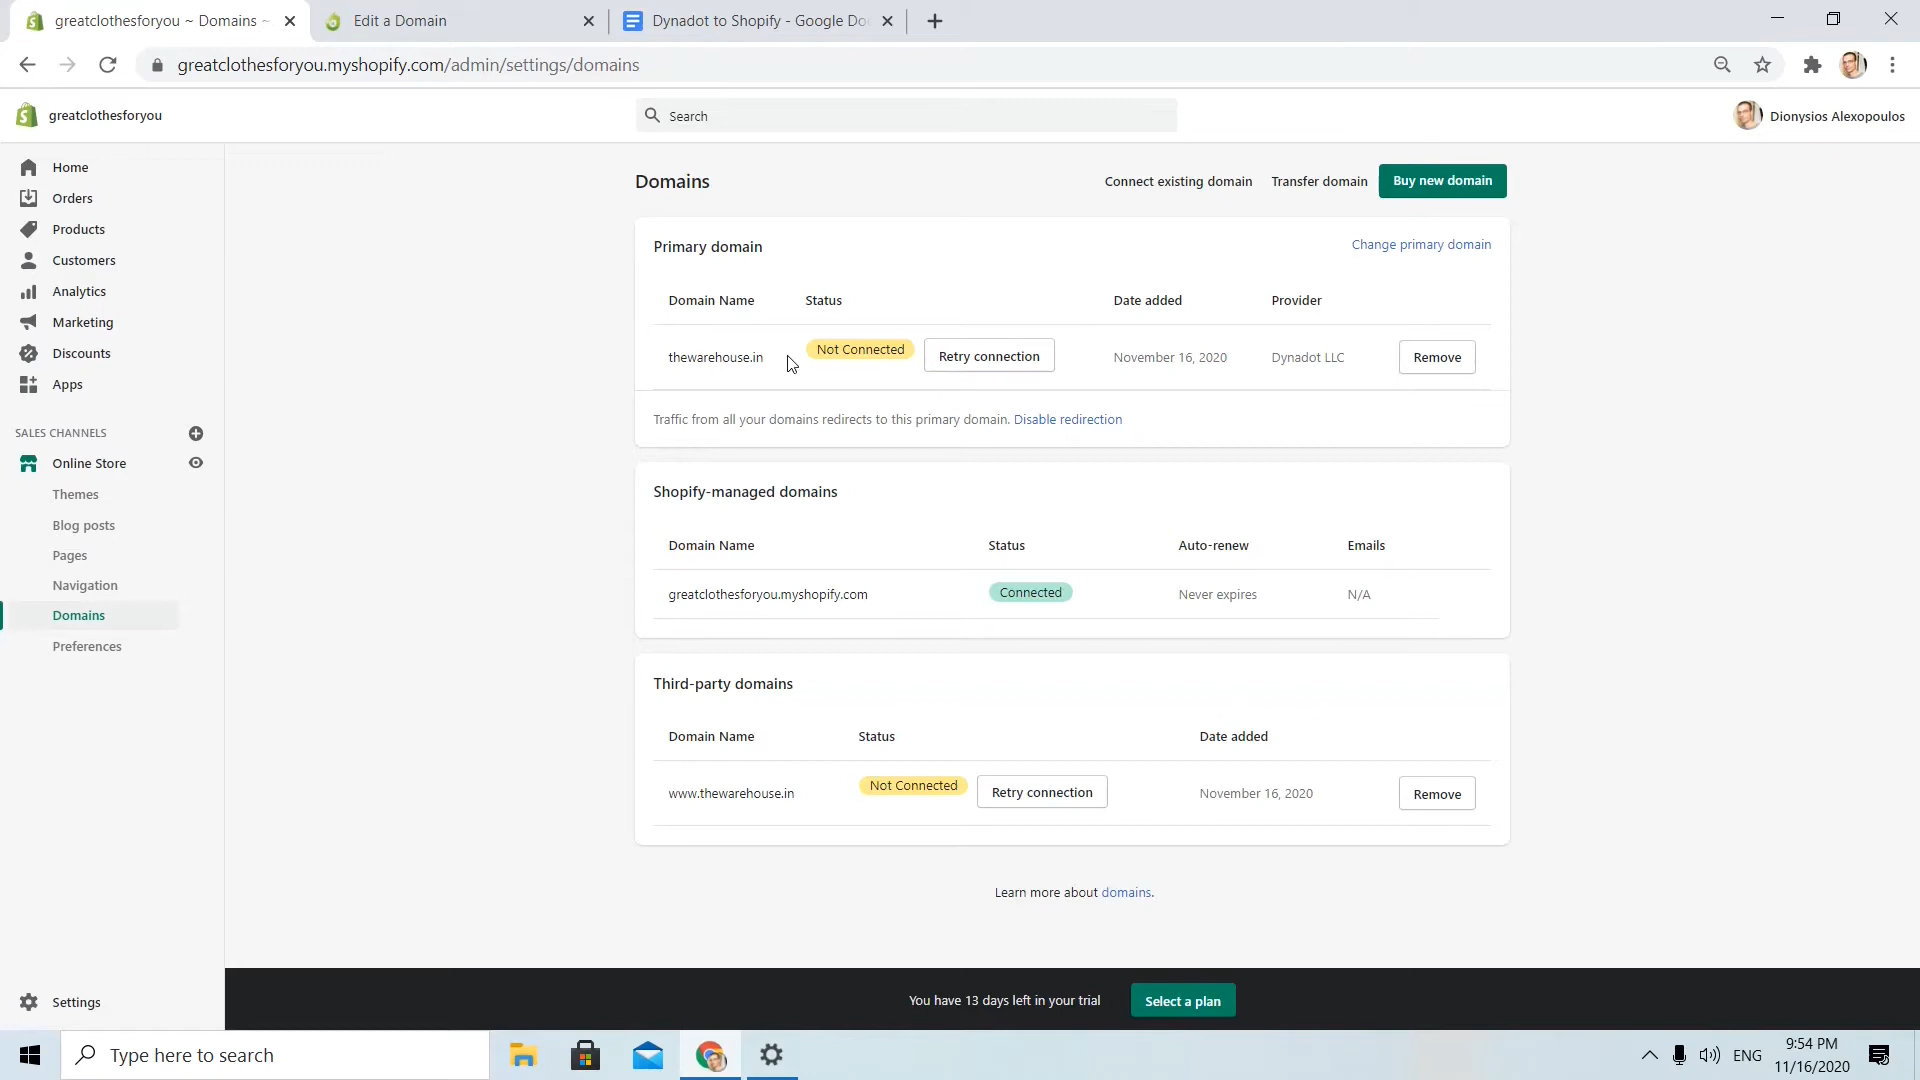 greatclothesforyou ~ Domains ~
Edit a Domain
Dynadot to Shopify - Google Do
greatclothesforyou.myshopify.com/admin/settings/domains
greatclothesforyou
Search
Dionysios Alexopoulos
Home
Orders
Products
Customers
Analytics
Marketing
Discounts
Apps
SALES CHANNELS
Online Store
Themes
Blog posts
Pages
Navigation
Domains
Preferences
Settings
Domains
Connect existing domain
Transfer domain
Buy new domain
Primary domain
Change primary domain
Domain Name Status Date added Provider
thewarehouse.in Not Connected Retry connection November 16, 2020 Dynadot LLC Remove
Traffic from all your domains redirects to this primary domain. Disable redirection
Shopify-managed domains
Domain Name Status Auto-renew Emails
greatclothesforyou.myshopify.com Connected Never expires N/A
Third-party domains
Domain Name Status Date added
www.thewarehouse.in Not Connected Retry connection November 16, 2020 Remove
Learn more about domains.
You have 13 days left in your trial Select a plan
Type here to search
ENG
9:54 PM
11/16/2020